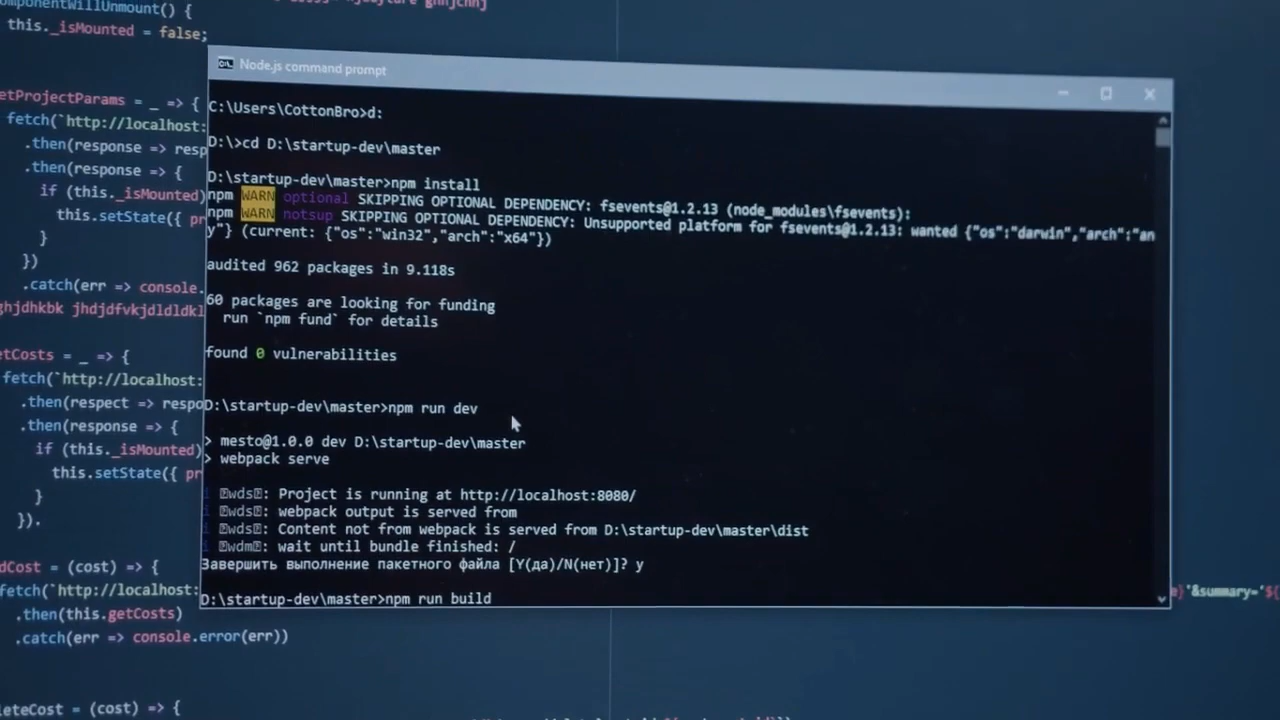 componentWillUnmount() {
this._isMounted = false;
etProjectParams = _ => {
fetch(`http://localhost:
.then(response => resp
.then(response => {
if (this._isMounted)
this.setState({ pr
}
})
.catch(err => console.
etCosts = _ => {
fetch(`http://localhost:
.then(respect => respo
.then(response => {
if (this._isMounted)
this.setState({ pr
}
}).
dCost = (cost) => {
fetch(`http://localhost:
.then(this.getCosts)
.catch(err => console.error(err))
leteCost = (cost) => {
Node.js command prompt
C:\Users\CottonBro>d:
D:\>cd D:\startup-dev\master
D:\startup-dev\master>npm install
npm WARN optional SKIPPING OPTIONAL DEPENDENCY: fsevents@1.2.13 (node_modules\fsevents):
npm WARN notsup SKIPPING OPTIONAL DEPENDENCY: Unsupported platform for fsevents@1.2.13: wanted {"os":"darwin","arch":"an
y"} (current: {"os":"win32","arch":"x64"})
audited 962 packages in 9.118s
60 packages are looking for funding
run `npm fund` for details
found 0 vulnerabilities
D:\startup-dev\master>npm run dev
> mesto@1.0.0 dev D:\startup-dev\master
> webpack serve
i ｢wds｣: Project is running at http://localhost:8080/
i ｢wds｣: webpack output is served from
i ｢wds｣: Content not from webpack is served from D:\startup-dev\master\dist
i ｢wdm｣: wait until bundle finished: /
Завершить выполнение пакетного файла [Y(да)/N(нет)]? y
D:\startup-dev\master>npm run build
}'&summary='${